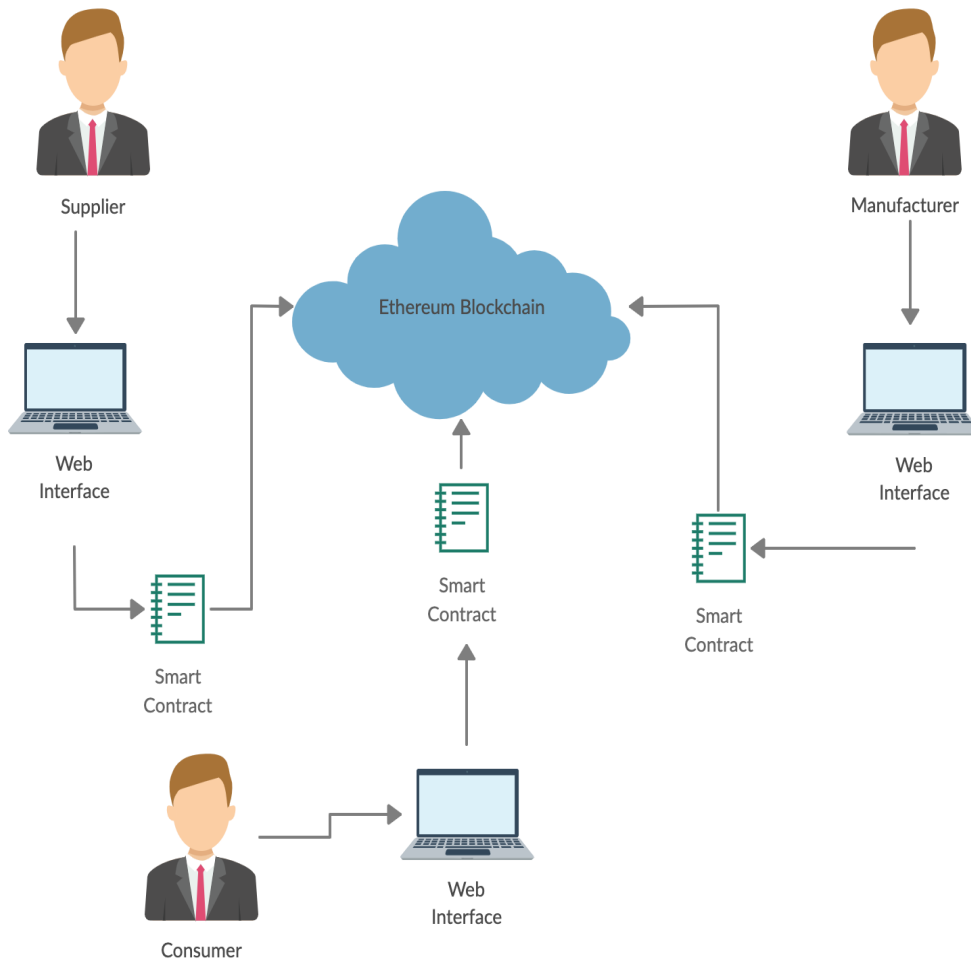 Supplier
Manufacturer
Ethereum Blockchain
Web
Interface
Web
Interface
Smart
Contract
Smart
Contract
Smart
Contract
Web
Interface
Consumer